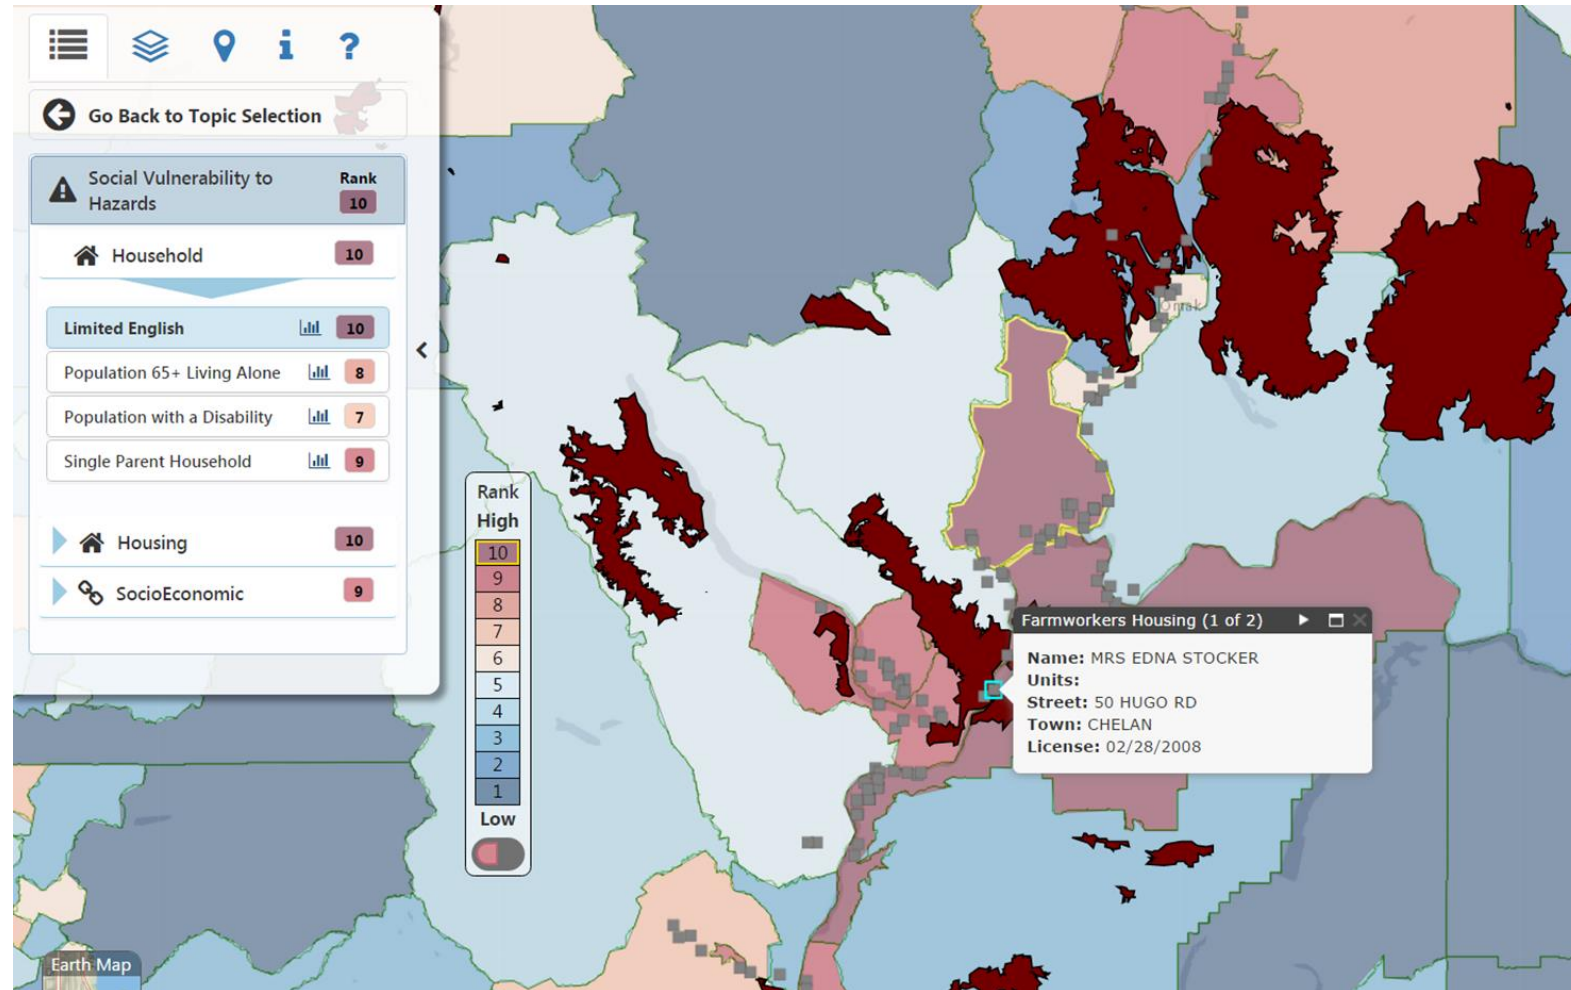 ?
Go Back to Topic Selection
Social Vulnerability to
Hazards
Rank
10
Household 10
Limited English 10
Population 65+ Living Alone 8
Population with a Disability 7
Single Parent Household 9
Housing 10
SocioEconomic 9
Rank
High
10
9
8
7
6
5
4
3
2
1
Low
Omak
Farmworkers Housing (1 of 2)
Name: MRS EDNA STOCKER
Units:
Street: 50 HUGO RD
Town: CHELAN
License: 02/28/2008
Earth Map